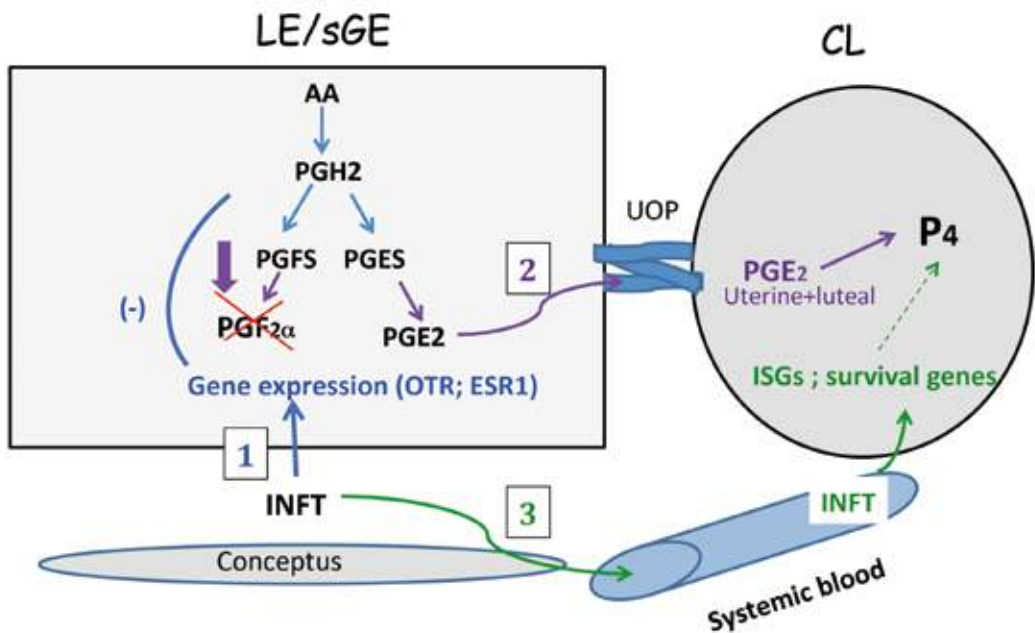 LE/sGE
CL
AA
PGH2
UOP
PGFS
PGES
2
P4
(-)
PGF2α
PGE2
PGE2
Uterine+luteal
Gene expression (OTR; ESR1)
ISGs ; survival genes
1
INFT
3
INFT
Conceptus
Systemic blood